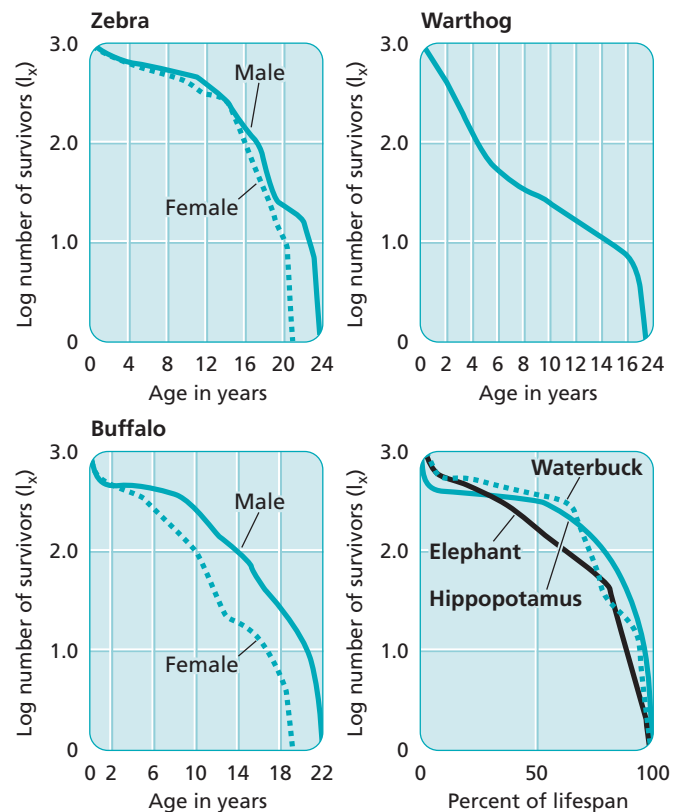 Zebra
Log number of survivors (lₓ)
3.0
2.0
1.0
0
Male
Female
0 4 8 12 16 20 24
Age in years
Warthog
Log number of survivors (lₓ)
3.0
2.0
1.0
0
0 2 4 6 8 10 12 14 16 24
Age in years
Buffalo
Log number of survivors (lₓ)
3.0
2.0
1.0
0
Male
Female
0 2 6 10 14 18 22
Age in years
Log number of survivors (lₓ)
3.0
2.0
1.0
0
Waterbuck
Elephant
Hippopotamus
0 50 100
Percent of lifespan